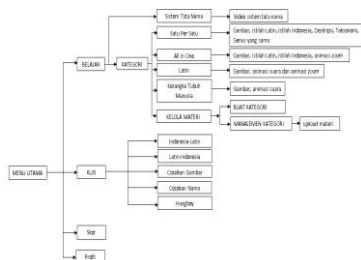 Sistem Tata Nama
Video sistem tata nama
Satu Per Satu
Gambar, Istilah Latin, Istilah Indonesia, Deskripsi, Taksonomi,
Genus yang sama
BELAJAR
KATEGORI
All in One
Gambar, Istilah Latin, Istilah Indonesia, animasi zoom
Latin
Gambar, animasi suara dan animasi zoom
Kerangka Tubuh
Manusia
Gambar, animasi suara
KELOLA MATERI
BUAT KATEGORI
MANAJEMEN KATEGORI
Upload materi
MENU UTAMA
KUIS
Indonesia-Latin
Latin-Indonesia
Cocokan Gambar
Cocokan Nama
Hangboy
Skor
Profil